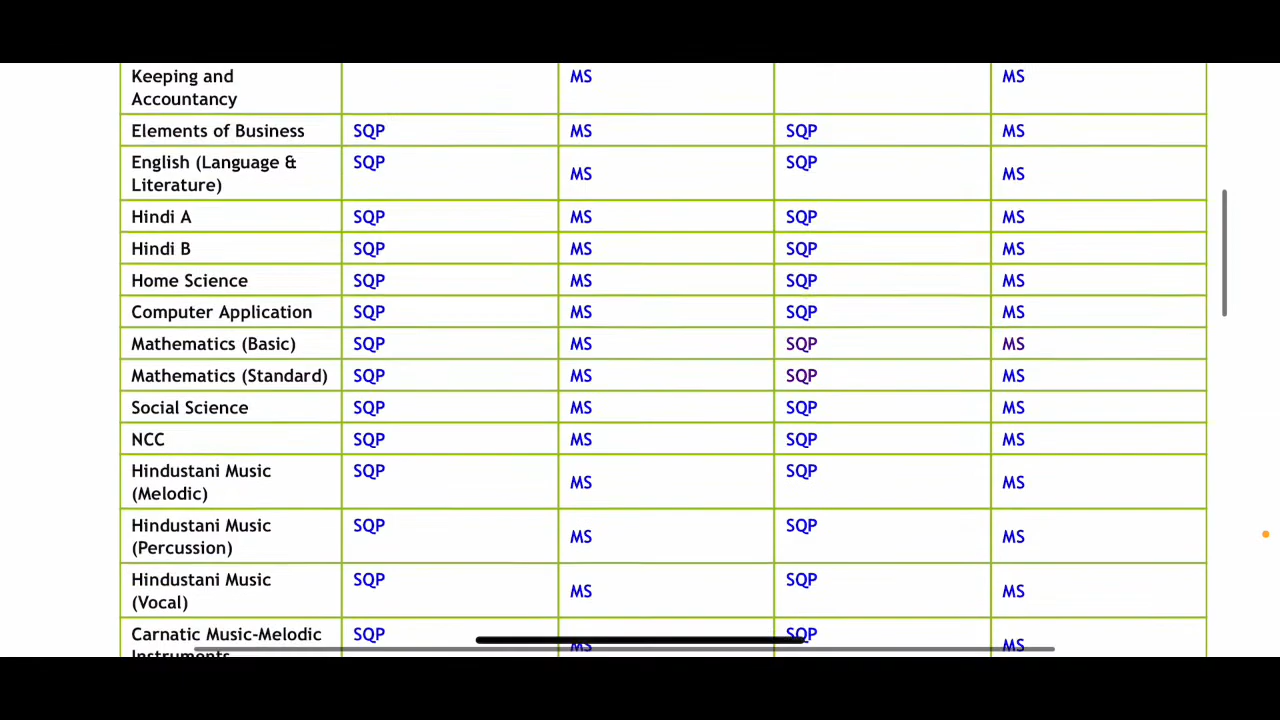 Keeping and
Accountancy MS MS
Elements of Business SQP MS SQP MS
English (Language &
Literature) SQP MS SQP MS
Hindi A SQP MS SQP MS
Hindi B SQP MS SQP MS
Home Science SQP MS SQP MS
Computer Application SQP MS SQP MS
Mathematics (Basic) SQP MS SQP MS
Mathematics (Standard) SQP MS SQP MS
Social Science SQP MS SQP MS
NCC SQP MS SQP MS
Hindustani Music
(Melodic) SQP MS SQP MS
Hindustani Music
(Percussion) SQP MS SQP MS
Hindustani Music
(Vocal) SQP MS SQP MS
Carnatic Music-Melodic
Instruments SQP MS SQP MS